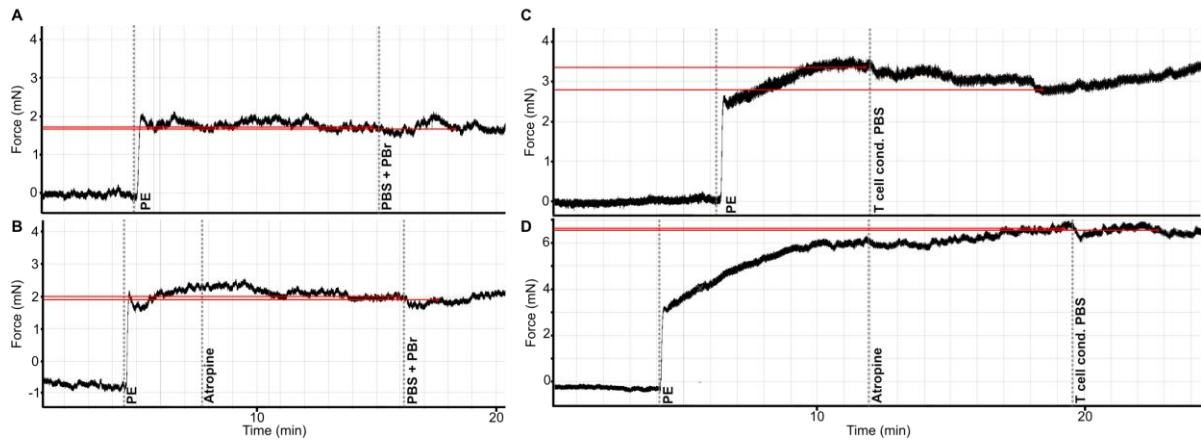 A
4
3
2
1
0
Force (mN)
PE
PBS + PBr
B
4
3
2
1
0
-1
Force (mN)
PE
Atropine
PBS + PBr
10
20
Time (min)
C
4
3
2
1
0
Force (mN)
PE
T cell cond. PBS
D
6
4
2
0
Force (mN)
PE
Atropine
T cell cond. PBS
10
20
Time (min)